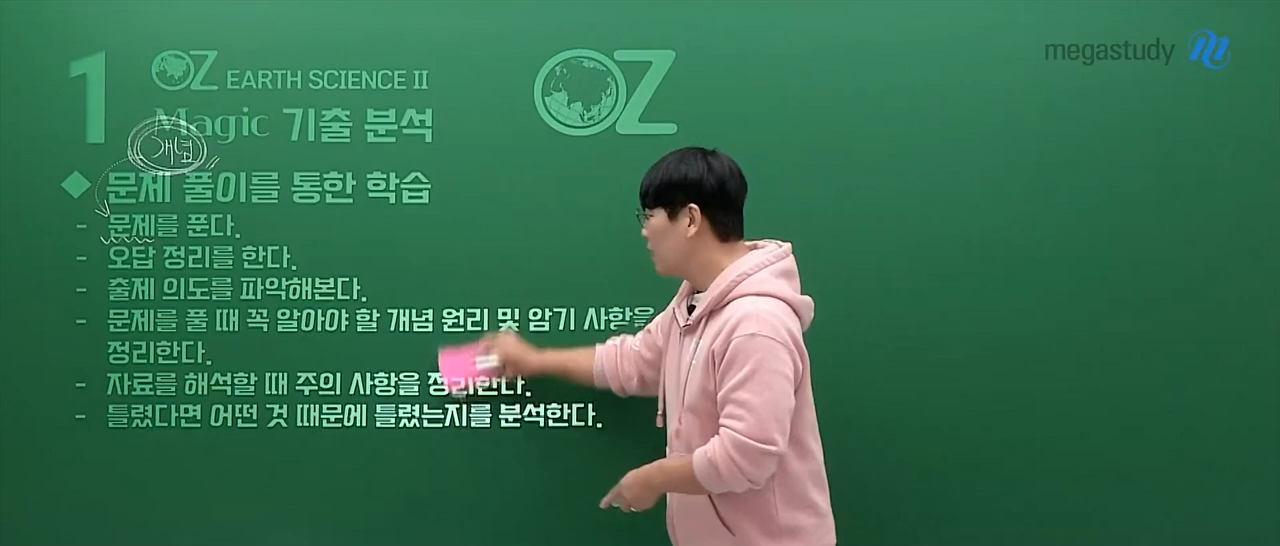 megastudy
1
OZ EARTH SCIENCE II
OZ
Magic 기출 분석
개념
문제 풀이를 통한 학습
- 문제를 푼다.
- 오답 정리를 한다.
- 출제 의도를 파악해본다.
- 문제를 풀 때 꼭 알아야 할 개념 원리 및 암기 사항을
정리한다.
- 자료를 해석할 때 주의 사항을 정리한다.
- 틀렸다면 어떤 것 때문에 틀렸는지를 분석한다.